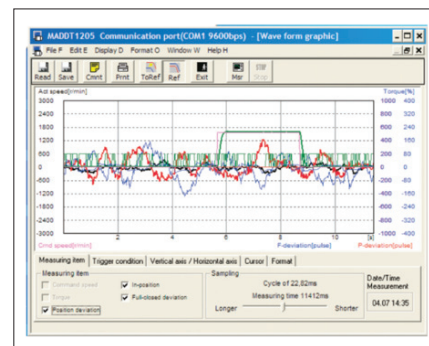 MADDT1205 Communication port(COM1 9600bps) - [Wave form graphic]
File F Edit E Display D Format O Window W Help H
Read Save Cmnt Prnt ToRef Ref Exit Msr Stop
Act speed[r/min] Torque[%]
3000 1000 400
2400 800 320
1800 600 240
1200 400 160
600 200 80
0 0 0
-600 -200 -80
-1200 -400 -160
-1800 -600 -240
-2400 -800 -320
-3000 -1000 -400
2 4 6 8 10 [s]
Cmnd speed[r/min] F-deviation[pulse] P-deviation[pulse]
Measuring item Trigger condition Vertical axis / Horizontal axis Cursor Format
Measuring item Sampling
Command speed In-position Cycle of 22,82ms Date/Time
Torque Full-closed deviation Measuring time 11412ms Measurement
Position deviation Longer Shorter 04.07 14:35